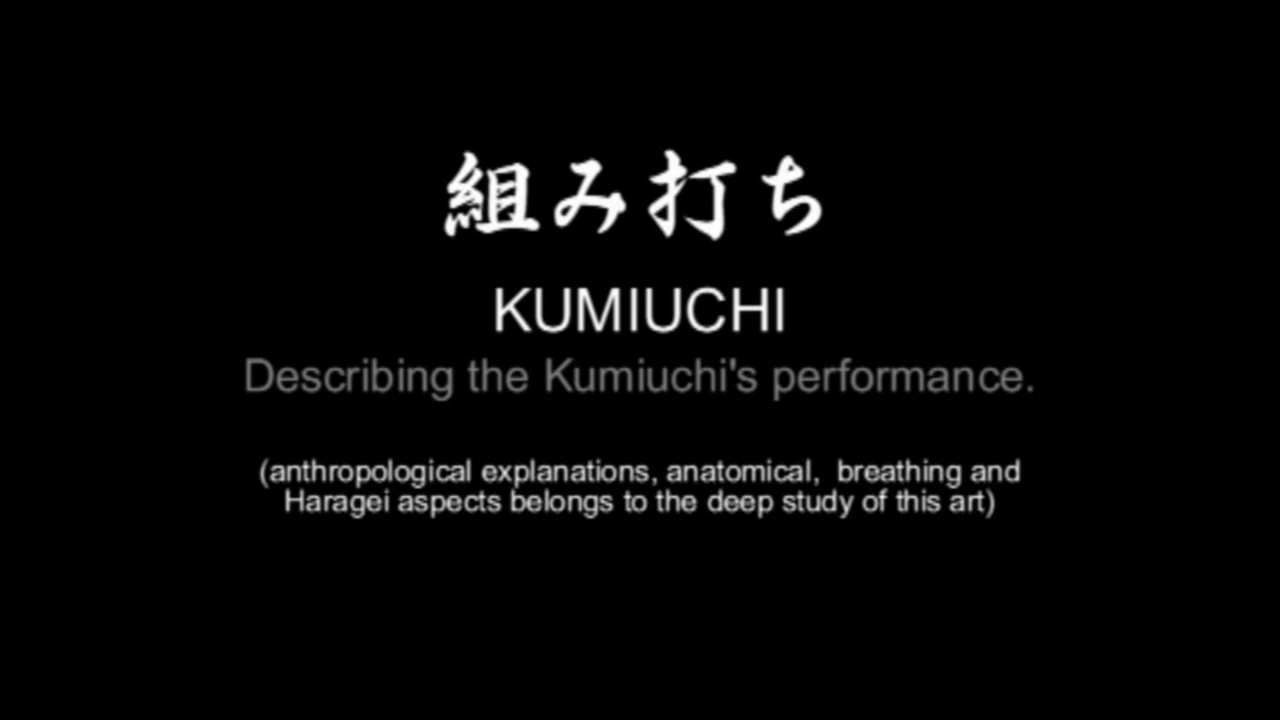 組み打ち
KUMIUCHI
Describing the Kumiuchi's performance.
(anthropological explanations, anatomical,  breathing and
Haragei aspects belongs to the deep study of this art)